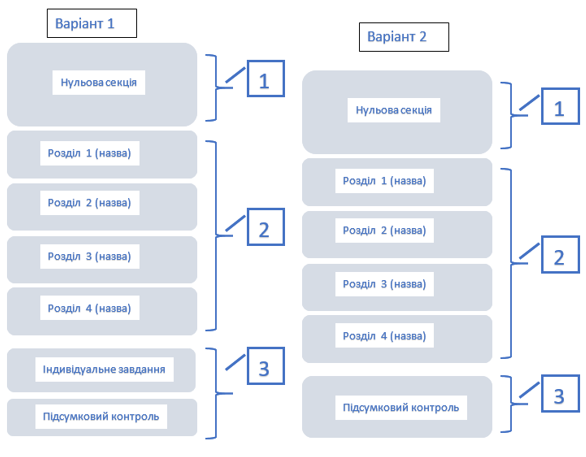 Варіант 1
Нульова секція
1
Розділ 1 (назва)
Розділ 2 (назва)
Розділ 3 (назва)
Розділ 4 (назва)
2
Індивідуальне завдання
Підсумковий контроль
3
Варіант 2
Нульова секція
1
Розділ 1 (назва)
Розділ 2 (назва)
Розділ 3 (назва)
Розділ 4 (назва)
2
Підсумковий контроль
3